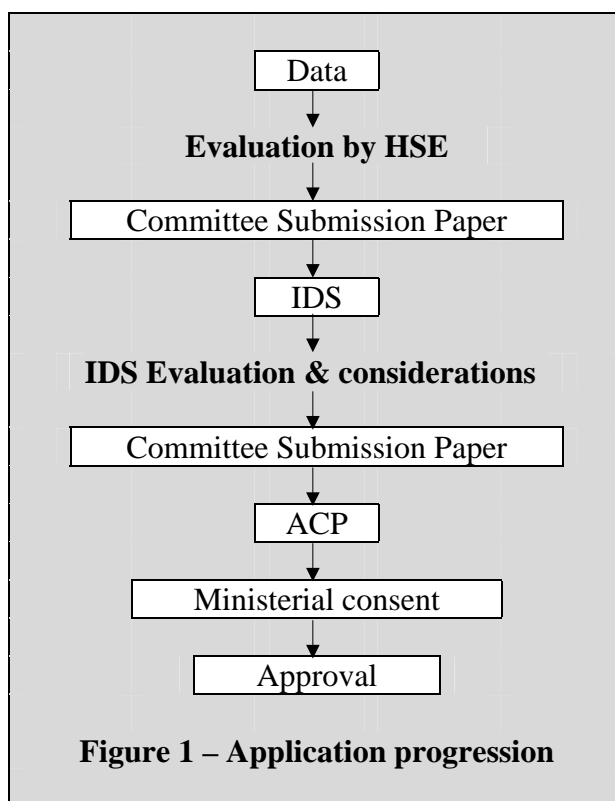 Data
Evaluation by HSE
Committee Submission Paper
IDS
IDS Evaluation & considerations
Committee Submission Paper
ACP
Ministerial consent
Approval
Figure 1 – Application progression